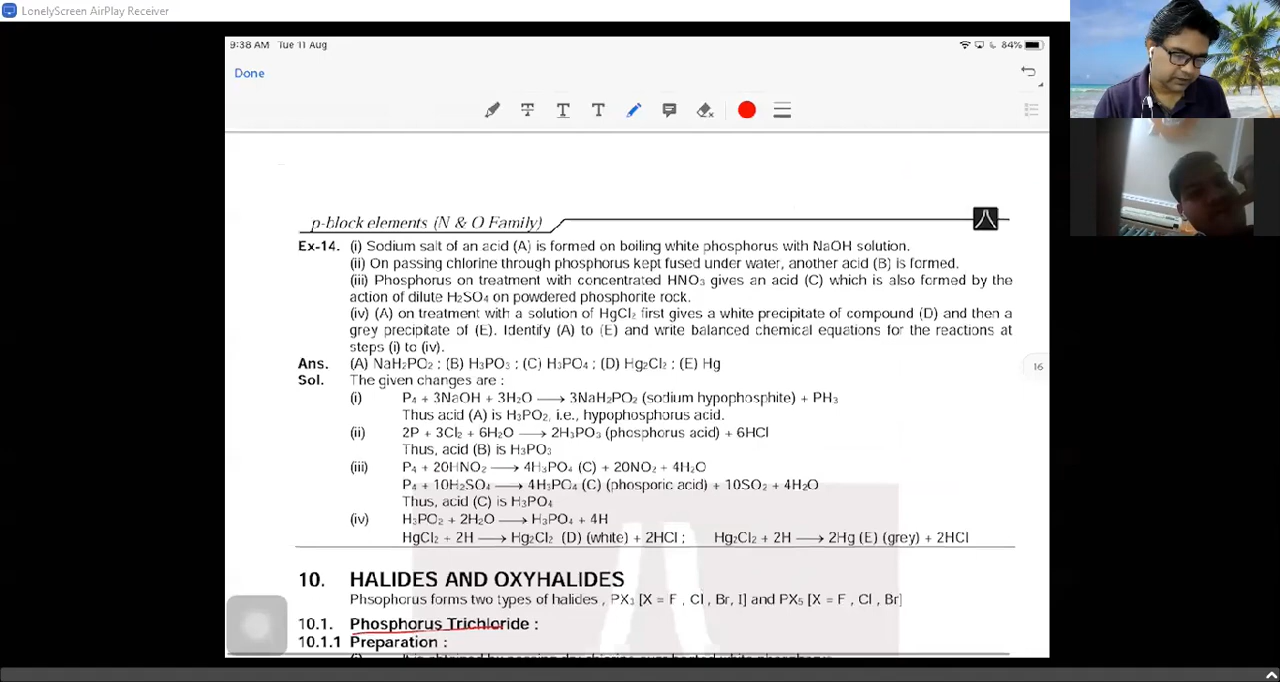 LonelyScreen AirPlay Receiver
9:38 AM Tue 11 Aug
84%
Done
T T T
p-block elements (N & O Family)
Ex-14. (i) Sodium salt of an acid (A) is formed on boiling white phosphorus with NaOH solution.
(ii) On passing chlorine through phosphorus kept fused under water, another acid (B) is formed.
(iii) Phosphorus on treatment with concentrated HNO₃ gives an acid (C) which is also formed by the
action of dilute H₂SO₄ on powdered phosphorite rock.
(iv) (A) on treatment with a solution of HgCl₂ first gives a white precipitate of compound (D) and then a
grey precipitate of (E). Identify (A) to (E) and write balanced chemical equations for the reactions at
steps (i) to (iv).
16
Ans. (A) NaH₂PO₂ ; (B) H₃PO₃ ; (C) H₃PO₄ ; (D) Hg₂Cl₂ ; (E) Hg
Sol. The given changes are :
(i) P₄ + 3NaOH + 3H₂O ⟶ 3NaH₂PO₂ (sodium hypophosphite) + PH₃
Thus acid (A) is H₃PO₂, i.e., hypophosphorus acid.
(ii) 2P + 3Cl₂ + 6H₂O ⟶ 2H₃PO₃ (phosphorus acid) + 6HCl
Thus, acid (B) is H₃PO₃
(iii) P₄ + 20HNO₂ ⟶ 4H₃PO₄ (C) + 20NO₂ + 4H₂O
P₄ + 10H₂SO₄ ⟶ 4H₃PO₄ (C) (phosporic acid) + 10SO₂ + 4H₂O
Thus, acid (C) is H₃PO₄
(iv) H₃PO₂ + 2H₂O ⟶ H₃PO₄ + 4H
HgCl₂ + 2H ⟶ Hg₂Cl₂ (D) (white) + 2HCl ; Hg₂Cl₂ + 2H ⟶ 2Hg (E) (grey) + 2HCl
10. HALIDES AND OXYHALIDES
Phsophorus forms two types of halides , PX₃ [X = F , Cl , Br, I] and PX₅ [X = F , Cl , Br]
10.1. Phosphorus Trichloride :
10.1.1 Preparation :